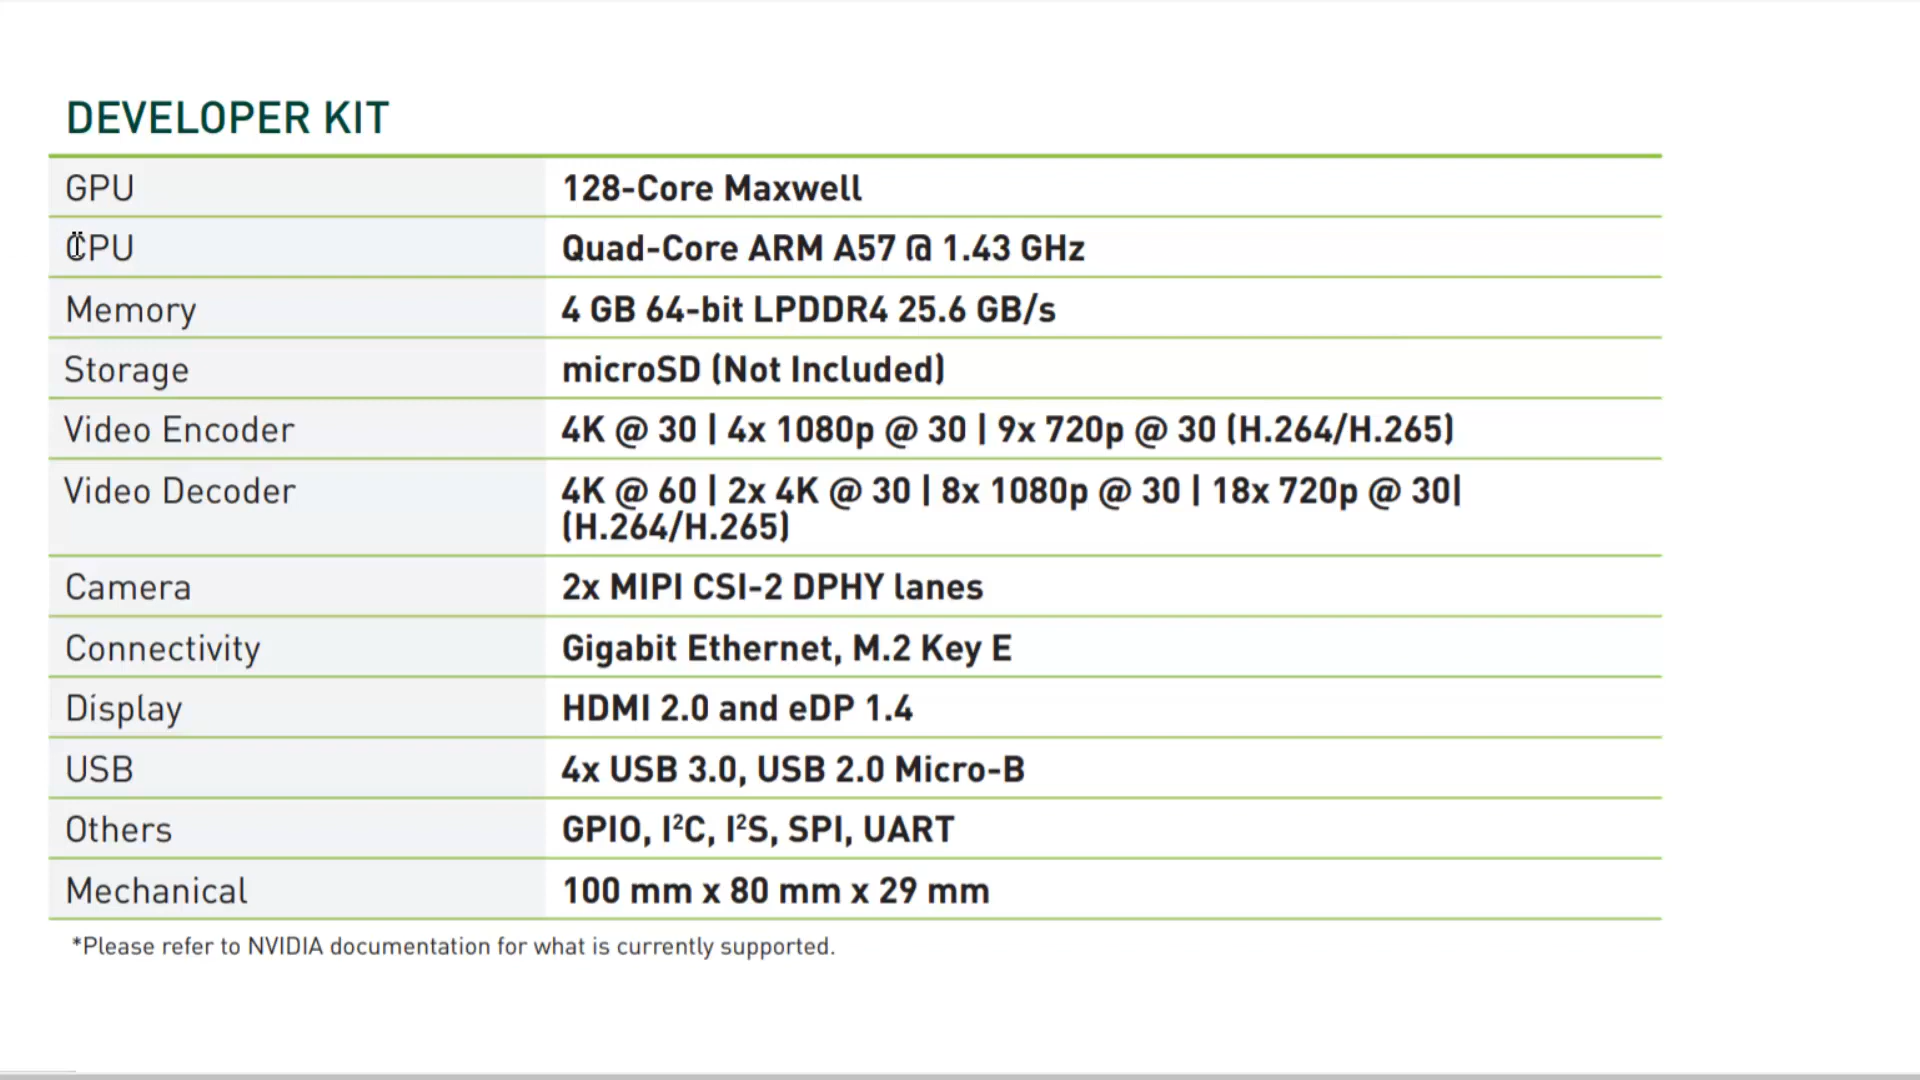 DEVELOPER KIT
GPU 128-Core Maxwell
CPU Quad-Core ARM A57 @ 1.43 GHz
Memory 4 GB 64-bit LPDDR4 25.6 GB/s
Storage microSD (Not Included)
Video Encoder 4K @ 30 | 4x 1080p @ 30 | 9x 720p @ 30 (H.264/H.265)
Video Decoder 4K @ 60 | 2x 4K @ 30 | 8x 1080p @ 30 | 18x 720p @ 30|
(H.264/H.265)
Camera 2x MIPI CSI-2 DPHY lanes
Connectivity Gigabit Ethernet, M.2 Key E
Display HDMI 2.0 and eDP 1.4
USB 4x USB 3.0, USB 2.0 Micro-B
Others GPIO, I²C, I²S, SPI, UART
Mechanical 100 mm x 80 mm x 29 mm
*Please refer to NVIDIA documentation for what is currently supported.